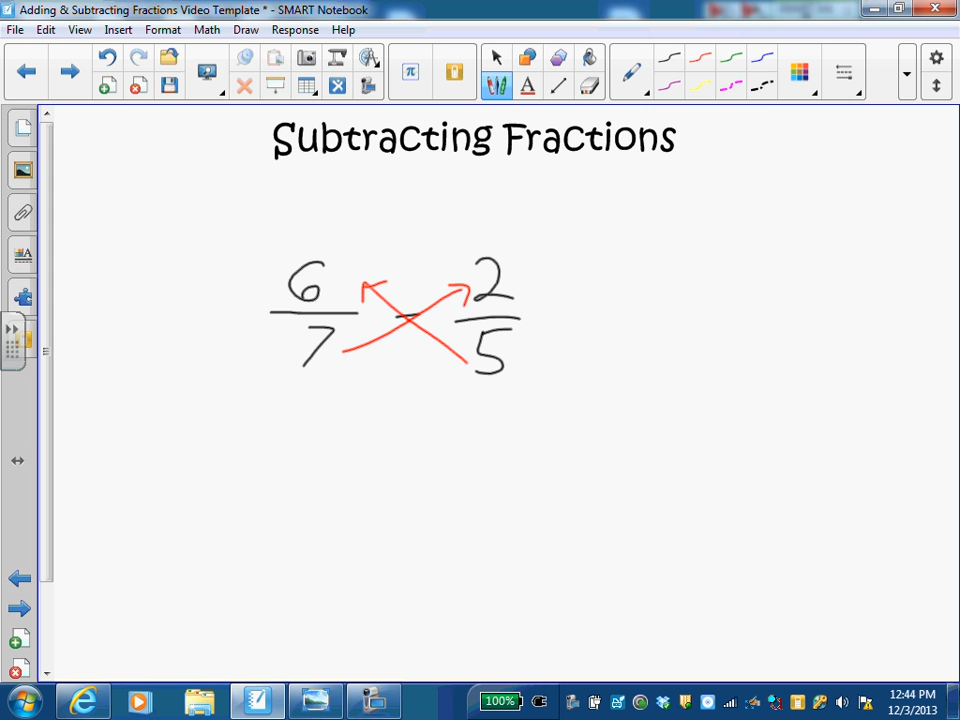 Adding & Subtracting Fractions Video Template * - SMART Notebook
File Edit View Insert Format Math Draw Response Help
Subtracting Fractions
6 2
-
7 5
100%
12:44 PM
12/3/2013